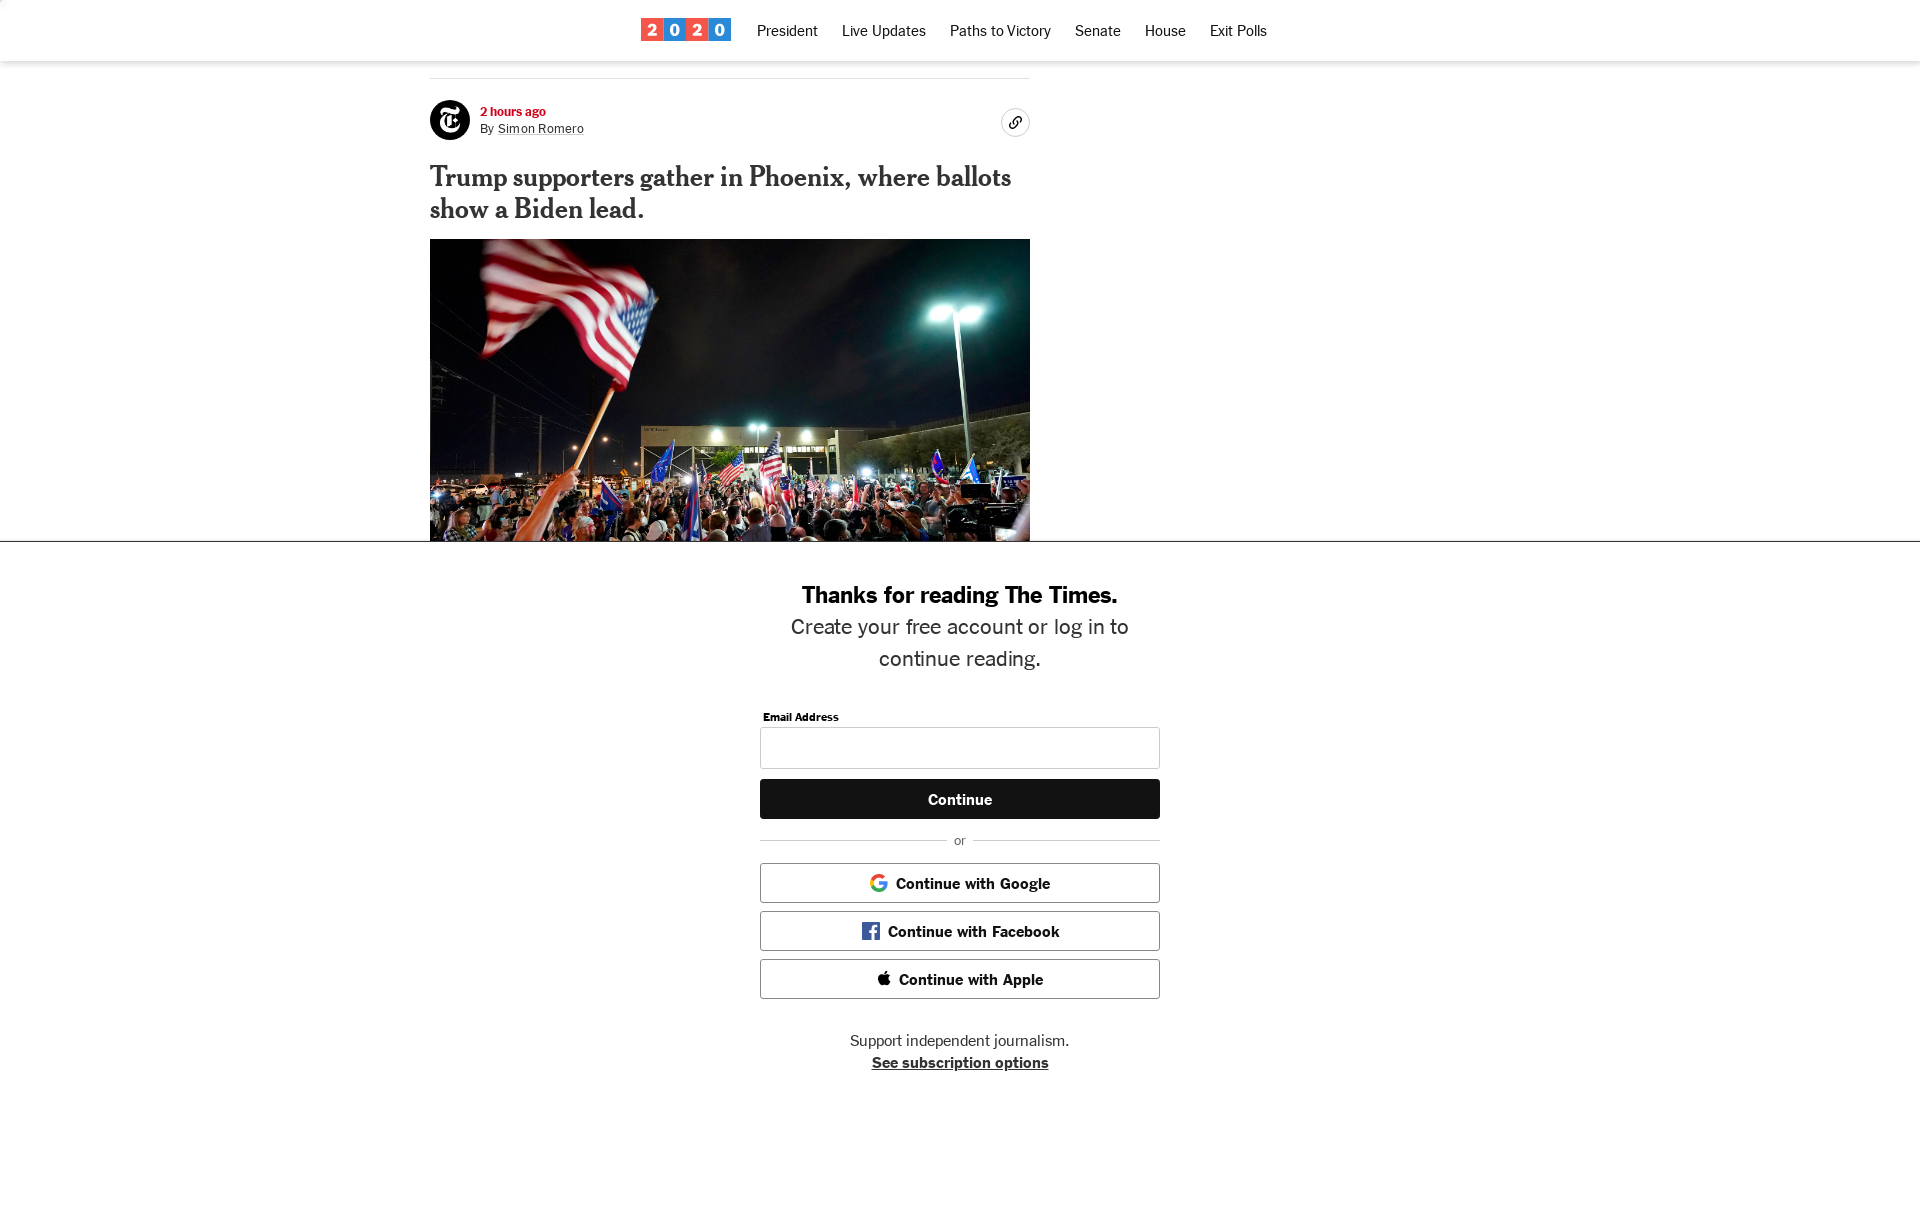 2020 President Live Updates Paths to Victory Senate House Exit Polls
2 hours ago
By Simon Romero
Trump supporters gather in Phoenix, where ballots
show a Biden lead.
Thanks for reading The Times.
Create your free account or log in to
continue reading.
Email Address
Continue
or
Continue with Google
Continue with Facebook
Continue with Apple
Support independent journalism.
See subscription options